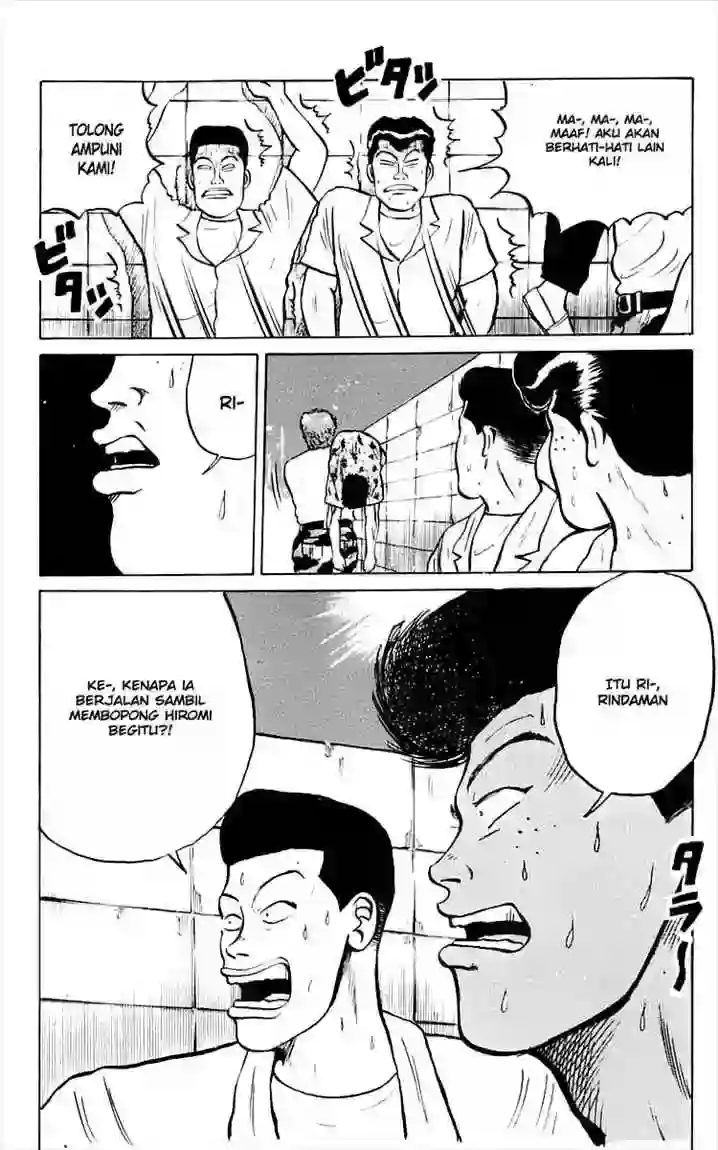 ビタッ
MA-, MA-, MA-,
MAAF! AKU AKAN
BERHATI-HATI LAIN
KALI!
TOLONG
AMPUNI
KAMI!
ビタッ
RI-
ITU RI-,
RINDAMAN
KE-, KENAPA IA
BERJALAN SAMBIL
MEMBOPONG HIROMI
BEGITU?!
タラ~